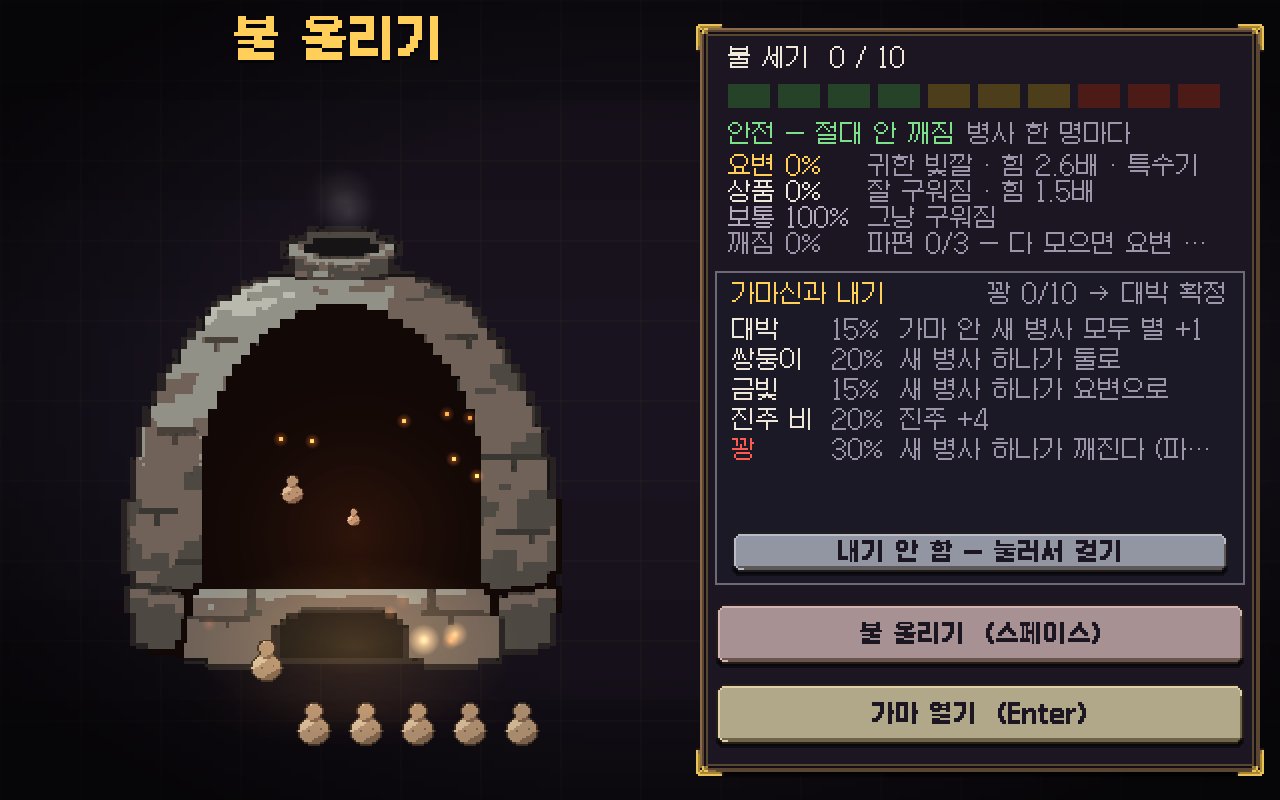 불 올리기
불 세기 0 / 10
안전 — 절대 안 깨짐 병사 한 명마다
요변 0% 귀한 빛깔 · 힘 2.6배 · 특수기
상품 0% 잘 구워짐 · 힘 1.5배
보통 100% 그냥 구워짐
깨짐 0% 파편 0/3 — 다 모으면 요변 …
가마신과 내기 꽝 0/10 → 대박 확정
대박 15% 가마 안 새 병사 모두 별 +1
쌍둥이 20% 새 병사 하나가 둘로
금빛 15% 새 병사 하나가 요변으로
진주 비 20% 진주 +4
꽝 30% 새 병사 하나가 깨진다 (파…
내기 안 함 — 눌러서 걸기
불 올리기 (스페이스)
가마 열기 (Enter)